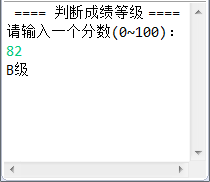 ==== 判断成绩等级 ====
请输入一个分数(0~100)：
82
B级